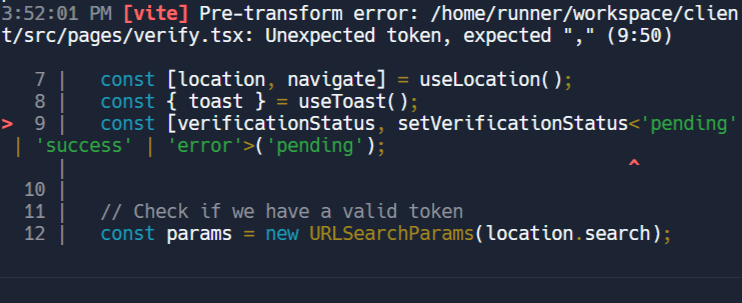 3:52:01 PM [vite] Pre-transform error: /home/runner/workspace/clien
t/src/pages/verify.tsx: Unexpected token, expected "," (9:50)
7 | const [location, navigate] = useLocation();
8 | const { toast } = useToast();
> 9 | const [verificationStatus, setVerificationStatus<'pending'
| 'success' | 'error'>('pending');
| ^
10 |
11 | // Check if we have a valid token
12 | const params = new URLSearchParams(location.search);